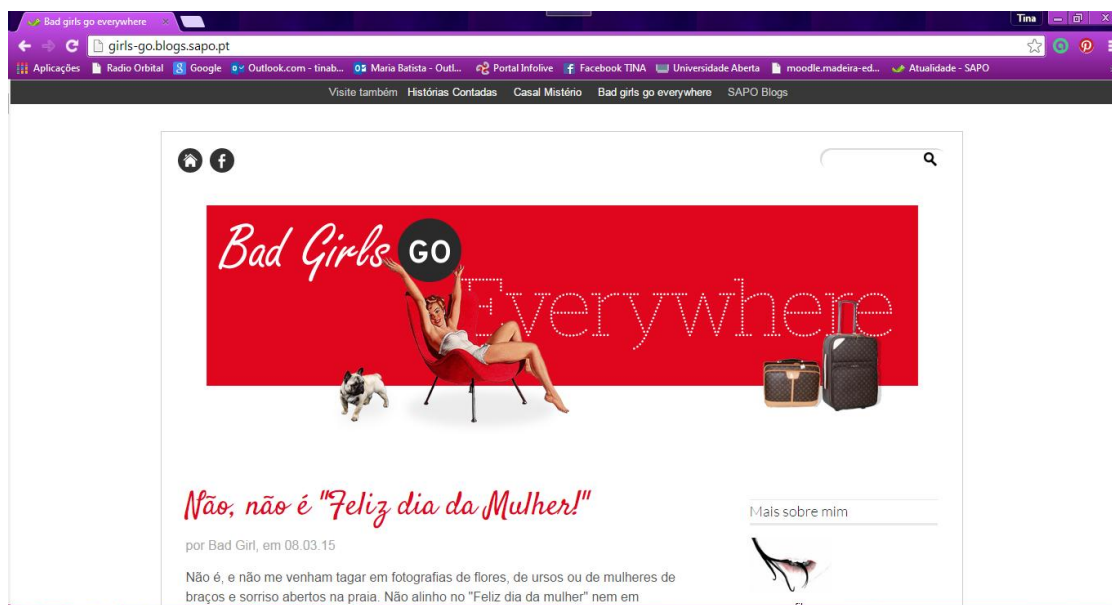 Bad girls go everywhere
Tina
girls-go.blogs.sapo.pt
Aplicações Radio Orbital Google Outlook.com - tinab... Maria Batista - Outl... Portal Infolive Facebook TINA Universidade Aberta moodle.madeira-ed... Atualidade - SAPO
Visite também Histórias Contadas Casal Mistério Bad girls go everywhere SAPO Blogs
Bad Girls GO
Everywhere
Não, não é "Feliz dia da Mulher!"
Mais sobre mim
por Bad Girl, em 08.03.15
Não é, e não me venham tagar em fotografias de flores, de ursos ou de mulheres de
braços e sorriso abertos na praia. Não alinho no "Feliz dia da mulher" nem em